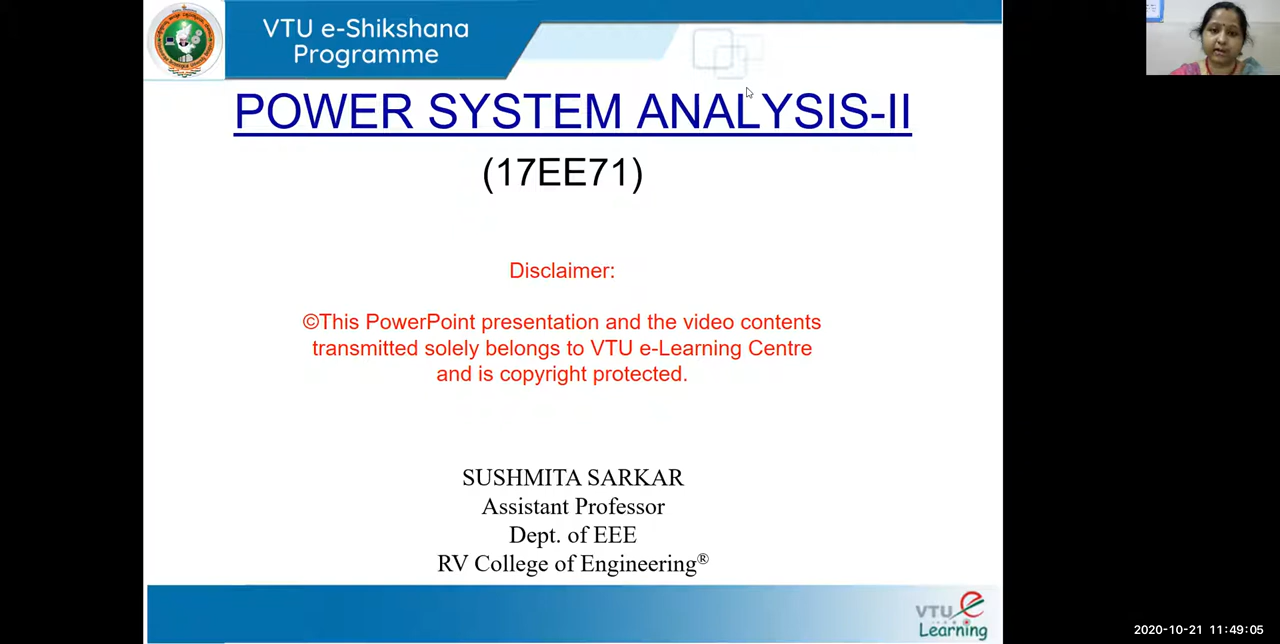 VTU e-Shikshana
Programme
POWER SYSTEM ANALYSIS-II
(17EE71)
Disclaimer:
©This PowerPoint presentation and the video contents
transmitted solely belongs to VTU e-Learning Centre
and is copyright protected.
SUSHMITA SARKAR
Assistant Professor
Dept. of EEE
RV College of Engineering®
VTU e
Learning
2020-10-21 11:49:05